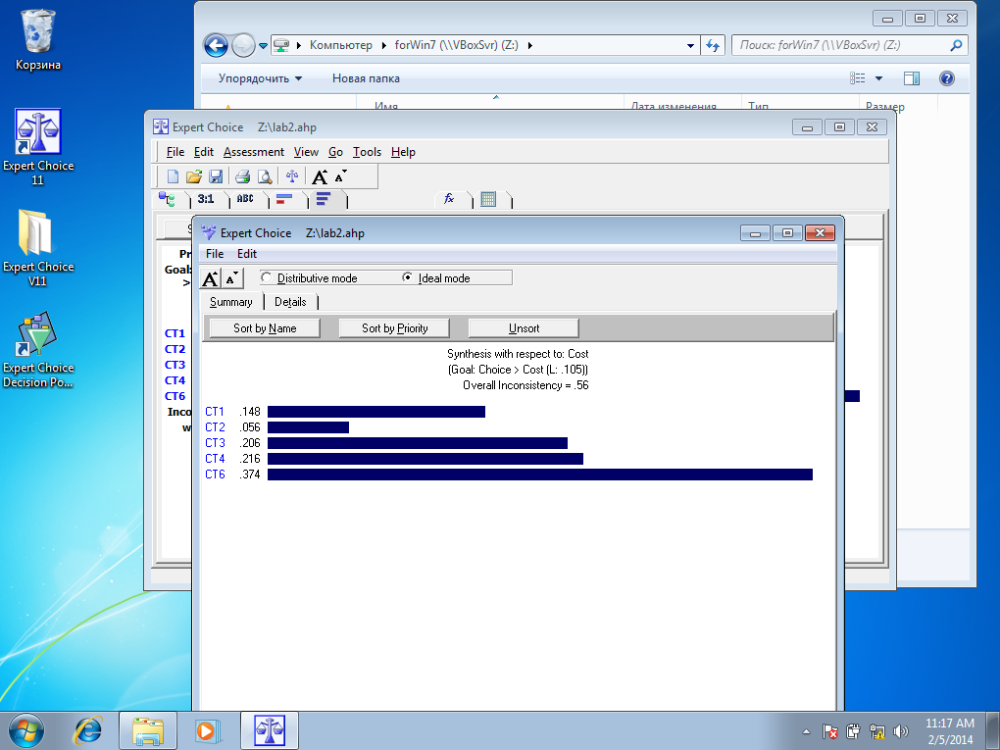 Корзина
Expert Choice
11
Expert Choice
V11
Expert Choice
Decision Po...
Компьютер
forWin7 (\\VBoxSvr) (Z:)
Поиск: forWin7 (\\VBoxSvr) (Z:)
Упорядочить
Новая папка
Имя
Дата изменения
Тип
Размер
Expert Choice Z:\lab2.ahp
File Edit Assessment View Go Tools Help
A A
3:1 ABC fx
Goal:
>
CT1
CT2
CT3
CT4
CT6
Expert Choice Z:\lab2.ahp
File Edit
A A Distributive mode Ideal mode
Summary Details
Sort by Name Sort by Priority Unsort
Synthesis with respect to: Cost
(Goal: Choice > Cost (L: .105))
Overall Inconsistency = .56
CT1 .148
CT2 .056
CT3 .206
CT4 .216
CT6 .374
11:17 AM
2/5/2014